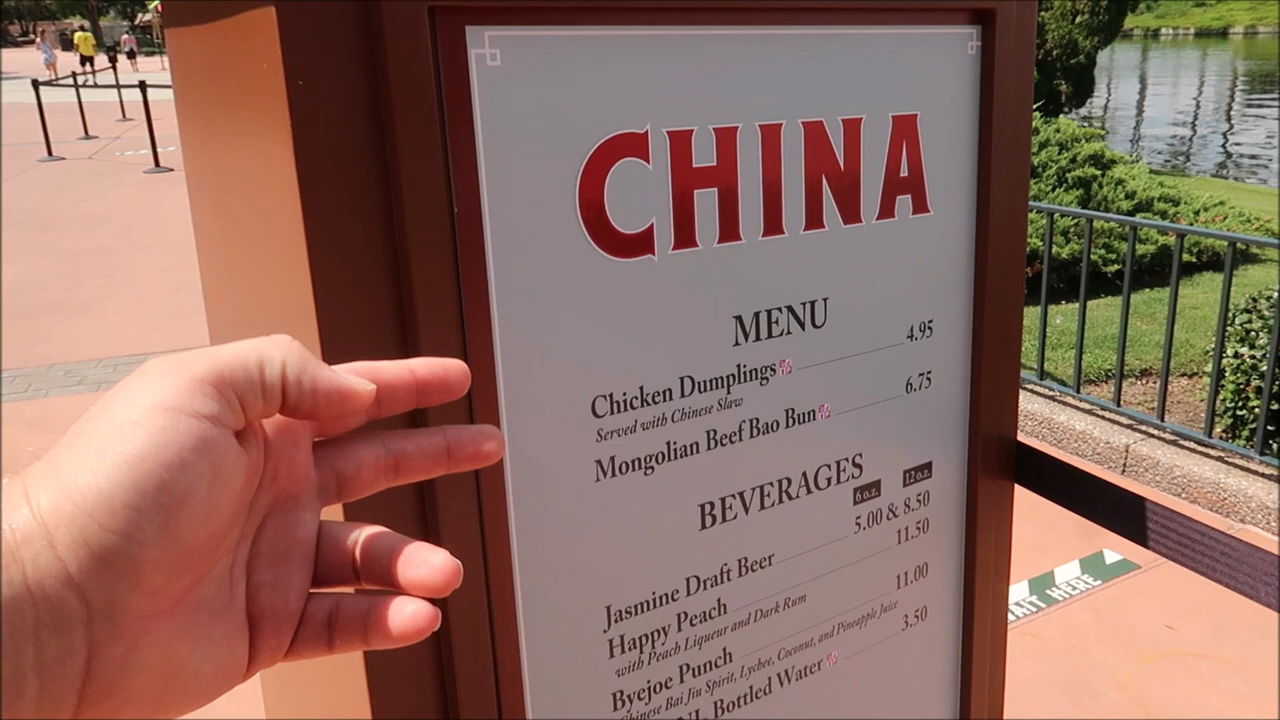 CHINA
MENU
Chicken Dumplings 4.95
Served with Chinese Slaw
Mongolian Beef Bao Bun 6.75
BEVERAGES
6 oz. 12 oz.
Jasmine Draft Beer 5.00 & 8.50
Happy Peach 11.50
with Peach Liqueur and Dark Rum
Byejoe Punch 11.00
Chinese Bai Jiu Spirit, Lychee, Coconut, and Pineapple Juice
Bottled Water 3.50
HERE